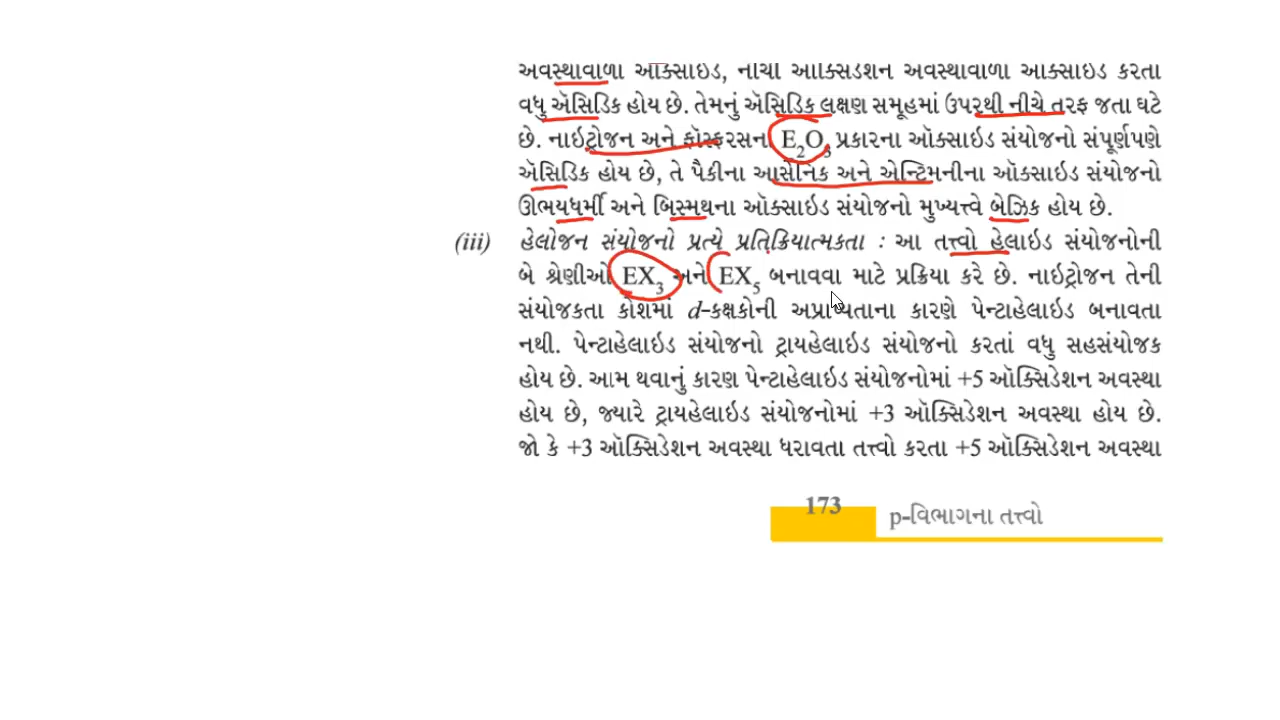 અવસ્થાવાળા ઑક્સાઇડ, નીચી ઑક્સિડેશન અવસ્થાવાળા ઑક્સાઇડ કરતા
વધુ ઍસિડિક હોય છે. તેમનું ઍસિડિક લક્ષણ સમૂહમાં ઉપરથી નીચે તરફ જતા ઘટે
છે. નાઇટ્રોજન અને ફૉસ્ફરસના E₂O₃ પ્રકારના ઑક્સાઇડ સંયોજનો સંપૂર્ણપણે
ઍસિડિક હોય છે, તે પૈકીના આર્સેનિક અને એન્ટિમનીના ઑક્સાઇડ સંયોજનો
ઊભયધર્મી અને બિસ્મથના ઑક્સાઇડ સંયોજનો મુખ્યત્વે બેઝિક હોય છે.
(iii) હેલોજન સંયોજનો પ્રત્યે પ્રતિક્રિયાત્મકતા : આ તત્ત્વો હેલાઇડ સંયોજનોની
બે શ્રેણીઓ EX₃ અને EX₅ બનાવવા માટે પ્રક્રિયા કરે છે. નાઇટ્રોજન તેની
સંયોજકતા કોશમાં d-કક્ષકોની અપ્રાપ્યતાના કારણે પેન્ટાહેલાઇડ બનાવતા
નથી. પેન્ટાહેલાઇડ સંયોજનો ટ્રાયહેલાઇડ સંયોજનો કરતાં વધુ સહસંયોજક
હોય છે. આમ થવાનું કારણ પેન્ટાહેલાઇડ સંયોજનોમાં +5 ઑક્સિડેશન અવસ્થા
હોય છે, જ્યારે ટ્રાયહેલાઇડ સંયોજનોમાં +3 ઑક્સિડેશન અવસ્થા હોય છે.
જો કે +3 ઑક્સિડેશન અવસ્થા ધરાવતા તત્ત્વો કરતા +5 ઑક્સિડેશન અવસ્થા
173 p-વિભાગના તત્ત્વો